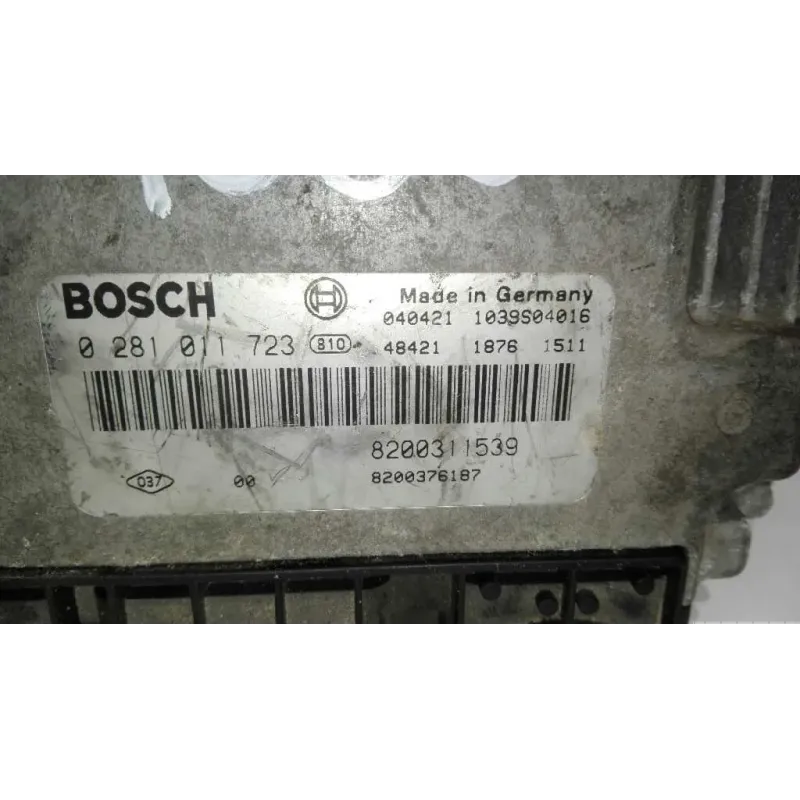 BOSCH Made in Germany
040421 1039S04016
0 281 011 723 810 48421 1876 1511
8200311539
037 00 8200376187